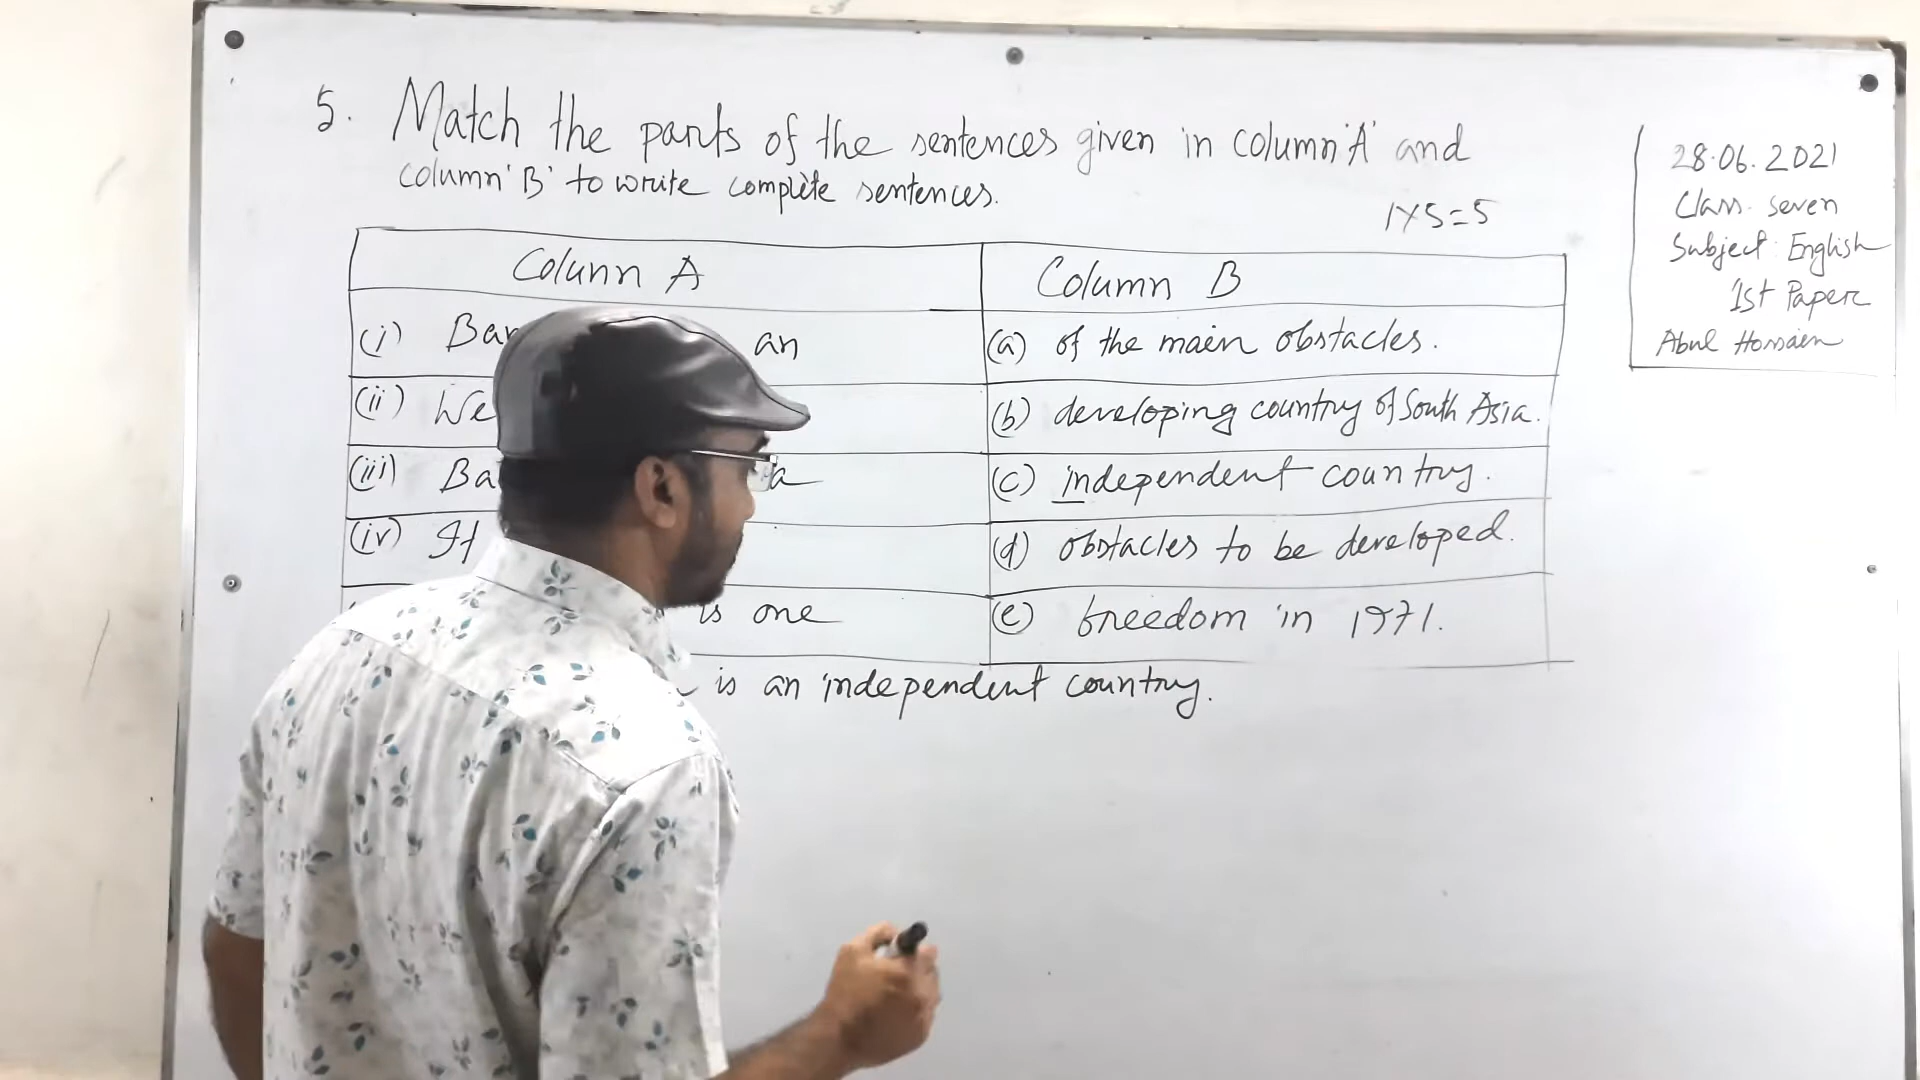 5. Match the parts of the sentences given in column 'A' and
column 'B' to write complete sentences.
1×5=5
Column A
Column B
(i) an
(a) of the main obstacles.
(ii) We
(b) developing country of South Asia.
(iii) a
(c) independent country.
(iv)
(d) obstacles to be developed.
is one
(e) freedom in 1971.
is an independent country.
28.06.2021
Class. Seven
Subject: English
1st Paper
Abul Hossain